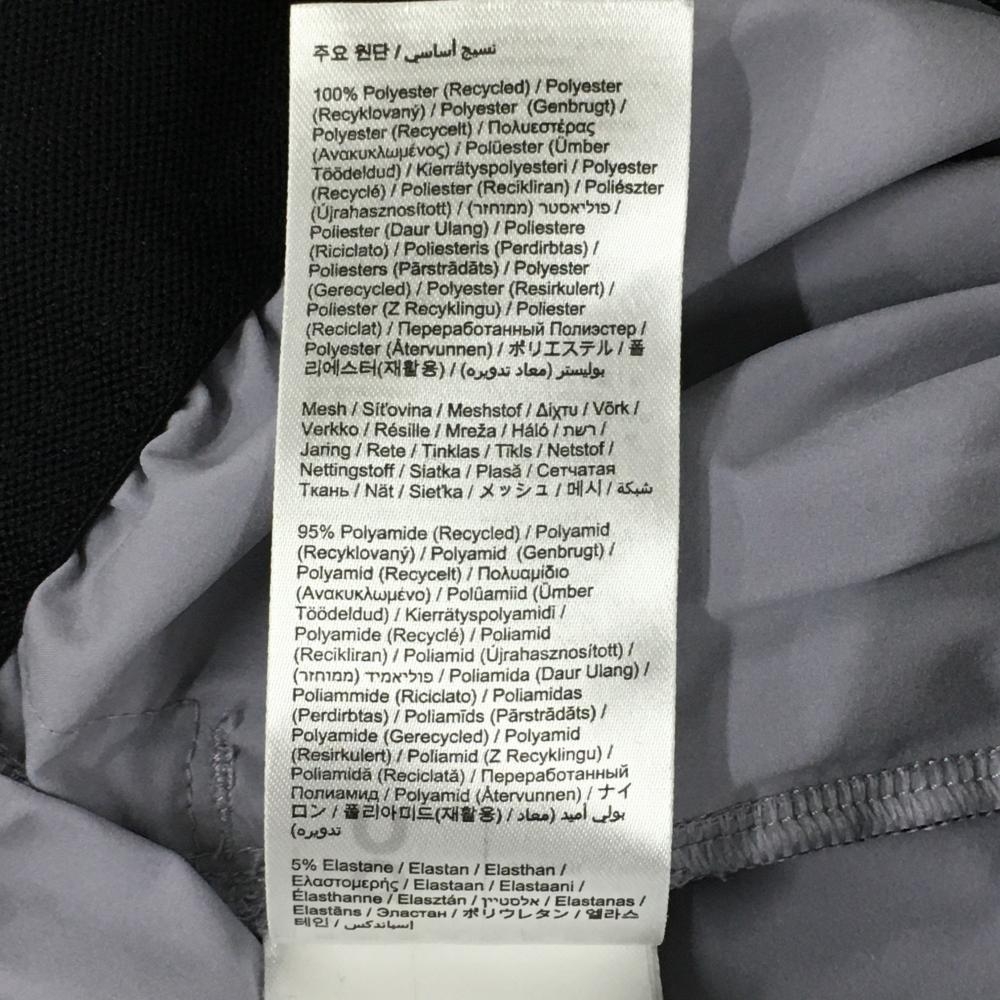 주요 원단 / نسيج أساسي
100% Polyester (Recycled) / Polyester
(Recyklovaný) / Polyester (Genbrugt) /
Polyester (Recycelt) / Πολυεστέρας
(Ανακυκλωμένος) / Polüester (Ümber
Töödeldud) / Kierrätyspolyesteri / Polyester
(Recyclé) / Poliester (Recikliran) / Poliészter
(Újrahasznosított) / פוליאסטר (ממוחזר) /
Poliester (Daur Ulang) / Poliestere
(Riciclato) / Poliesteris (Perdirbtas) /
Poliesters (Pārstrādāts) / Polyester
(Gerecycled) / Polyester (Resirkulert) /
Poliester (Z Recyklingu) / Poliester
(Reciclat) / Переработанный Полиэстер /
Polyester (Återvunnen) / ポリエステル / 폴
리에스터(재활용) / بوليستر (معاد تدويره)
Mesh / Síťovina / Meshstof / Δίχτυ / Võrk /
Verkko / Résille / Mreža / Háló / רשת /
Jaring / Rete / Tinklas / Tīkls / Netstof /
Nettingstoff / Siatka / Plasă / Сетчатая
Ткань / Nät / Sieťka / メッシュ / 메시 / شبكة
95% Polyamide (Recycled) / Polyamid
(Recyklovaný) / Polyamid (Genbrugt) /
Polyamid (Recycelt) / Πολυαμίδιο
(Ανακυκλωμένο) / Polüamiid (Ümber
Töödeldud) / Kierrätyspolyamidi /
Polyamide (Recyclé) / Poliamid
(Recikliran) / Poliamid (Újrahasznosított) /
פוליאמיד (ממוחזר) / Poliamida (Daur Ulang) /
Poliammide (Riciclato) / Poliamidas
(Perdirbtas) / Poliamīds (Pārstrādāts) /
Polyamide (Gerecycled) / Polyamid
(Resirkulert) / Poliamid (Z Recyklingu) /
Poliamidă (Reciclată) / Переработанный
Полиамид / Polyamid (Återvunnen) / ナイ
ロン / 폴리아미드(재활용) / بولي أميد (معاد
تدويره)
5% Elastane / Elastan / Elasthan /
Ελαστομερής / Elastaan / Elastaani /
Élasthanne / Elasztán / אלסטיין / Elastanas /
Elastāns / Эластан / ポリウレタン / 엘라스
테인 / اسباندكس